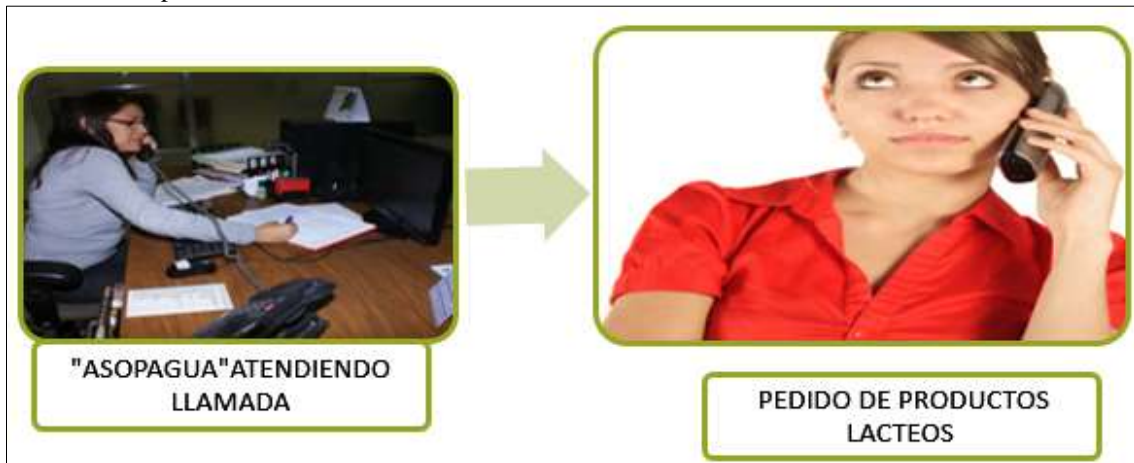 "ASOPAGUA"ATENDIENDO
LLAMADA
PEDIDO DE PRODUCTOS
LACTEOS